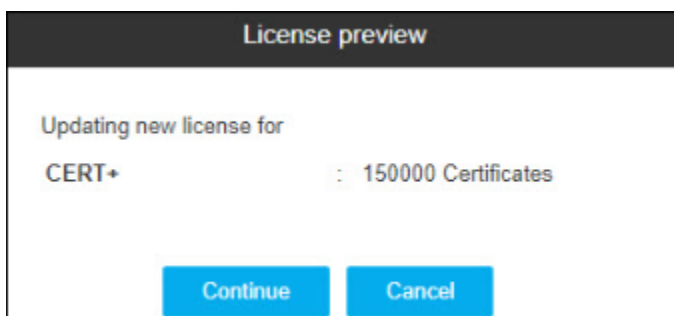 License preview
Updating new license for
CERT+ : 150000 Certificates
Continue Cancel